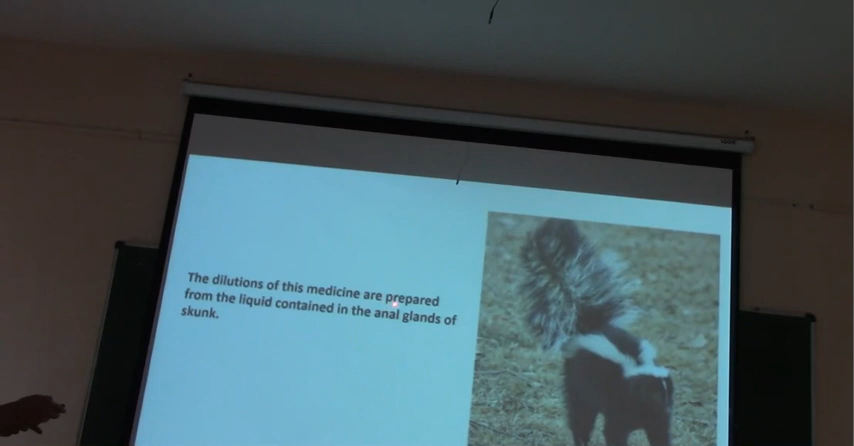 The dilutions of this medicine are prepared
from the liquid contained in the anal glands of
skunk.